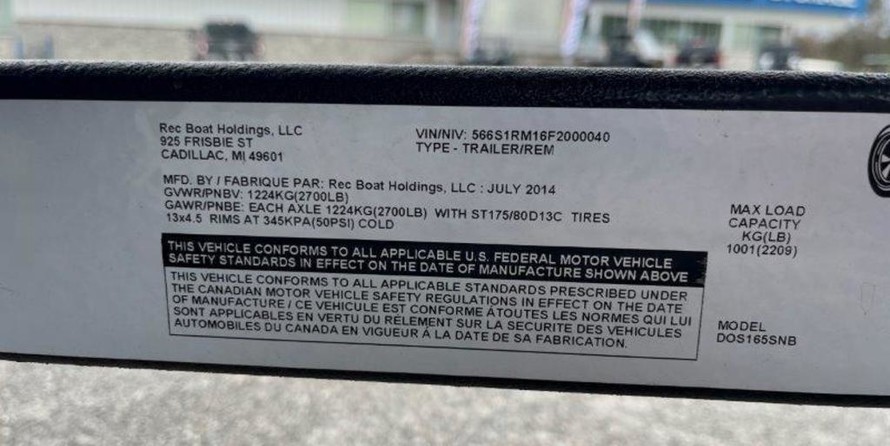 Rec Boat Holdings, LLC
925 FRISBIE ST
CADILLAC, MI 49601
VIN/NIV: 566S1RM16F2000040
TYPE - TRAILER/REM
MFD. BY / FABRIQUE PAR: Rec Boat Holdings, LLC : JULY 2014
GVWR/PNBV: 1224KG(2700LB)
GAWR/PNBE: EACH AXLE 1224KG(2700LB) WITH ST175/80D13C TIRES
13x4.5 RIMS AT 345KPA(50PSI) COLD
MAX LOAD
CAPACITY
KG(LB)
1001(2209)
THIS VEHICLE CONFORMS TO ALL APPLICABLE U.S. FEDERAL MOTOR VEHICLE
SAFETY STANDARDS IN EFFECT ON THE DATE OF MANUFACTURE SHOWN ABOVE
THIS VEHICLE CONFORMS TO ALL APPLICABLE STANDARDS PRESCRIBED UNDER
THE CANADIAN MOTOR VEHICLE SAFETY REGULATIONS IN EFFECT ON THE DATE
OF MANUFACTURE / CE VEHICULE EST CONFORME ÀTOUTES LES NORMES QUI LUI
SONT APPLICABLES EN VERTU DU RÉLEMENT SUR LA SECURITE DES VEHICULES
AUTOMOBILES DU CANADA EN VIGUEUR À LA DATE DE SA FABRICATION.
MODEL
DOS165SNB